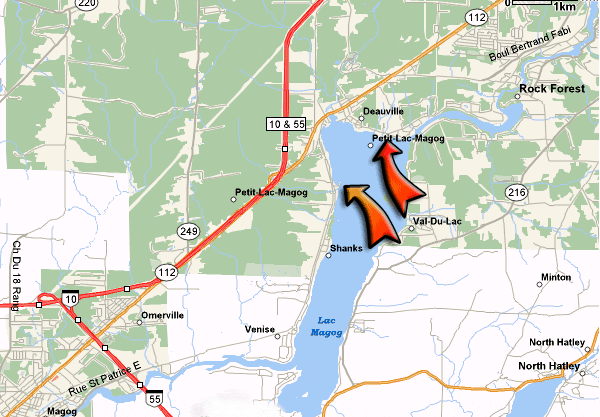 220
112
0
1km
Boul Bertrand Fabi
Rock Forest
Deauville
10 & 55
Petit-Lac-Magog
Petit-Lac-Magog
216
Val-Du-Lac
249
Shanks
112
Ch Du 18 Rang
Minton
10
Omerville
Lac
Magog
Venise
North Hatley
North Hatley
Rue St Patrice E
55
Magog